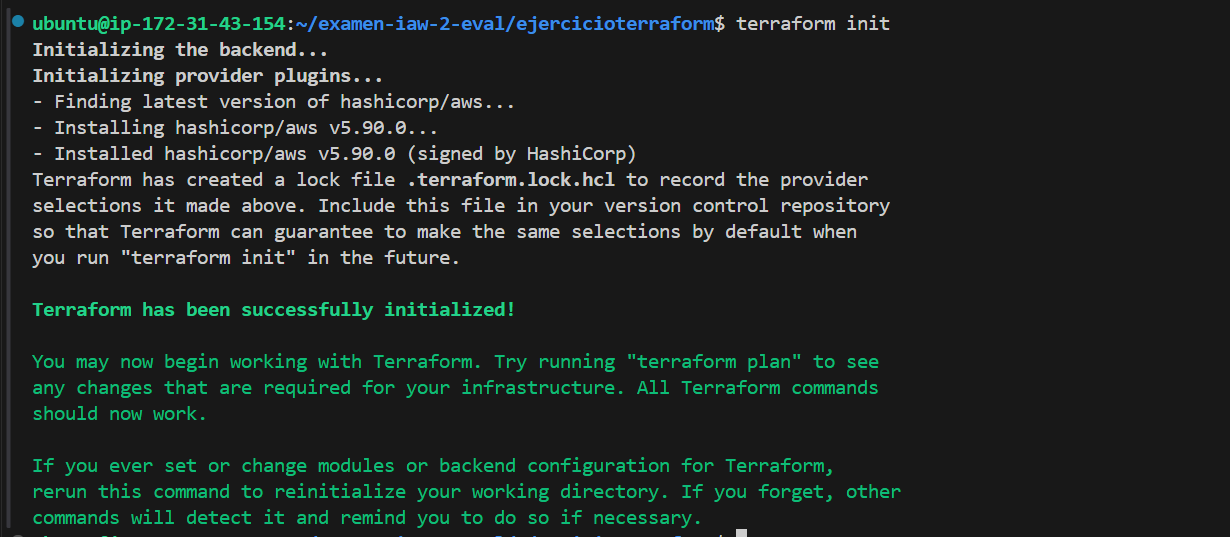 ubuntu@ip-172-31-43-154:~/examen-iaw-2-eval/ejercicioterraform$ terraform init
Initializing the backend...
Initializing provider plugins...
- Finding latest version of hashicorp/aws...
- Installing hashicorp/aws v5.90.0...
- Installed hashicorp/aws v5.90.0 (signed by HashiCorp)
Terraform has created a lock file .terraform.lock.hcl to record the provider
selections it made above. Include this file in your version control repository
so that Terraform can guarantee to make the same selections by default when
you run "terraform init" in the future.
Terraform has been successfully initialized!
You may now begin working with Terraform. Try running "terraform plan" to see
any changes that are required for your infrastructure. All Terraform commands
should now work.
If you ever set or change modules or backend configuration for Terraform,
rerun this command to reinitialize your working directory. If you forget, other
commands will detect it and remind you to do so if necessary.